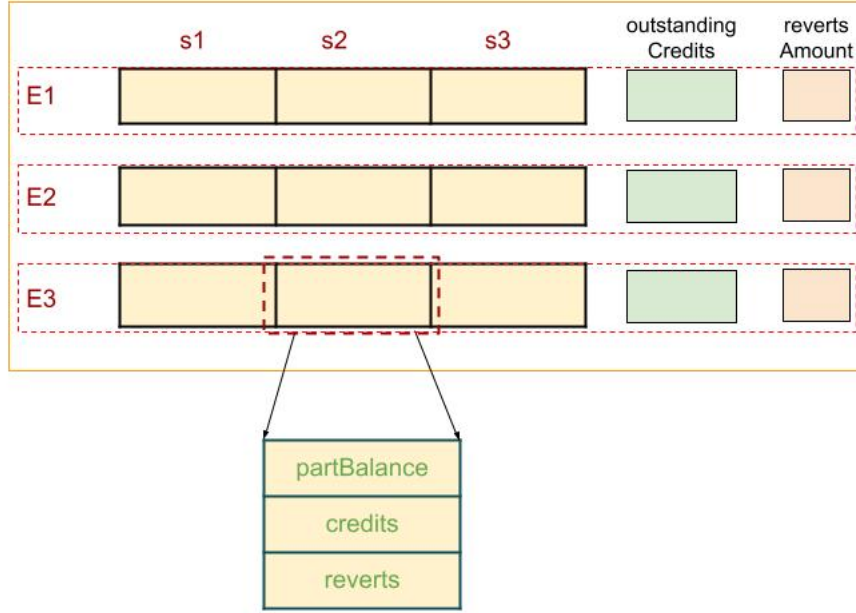 s1 s2 s3 outstanding Credits reverts Amount
E1
E2
E3
partBalance
credits
reverts